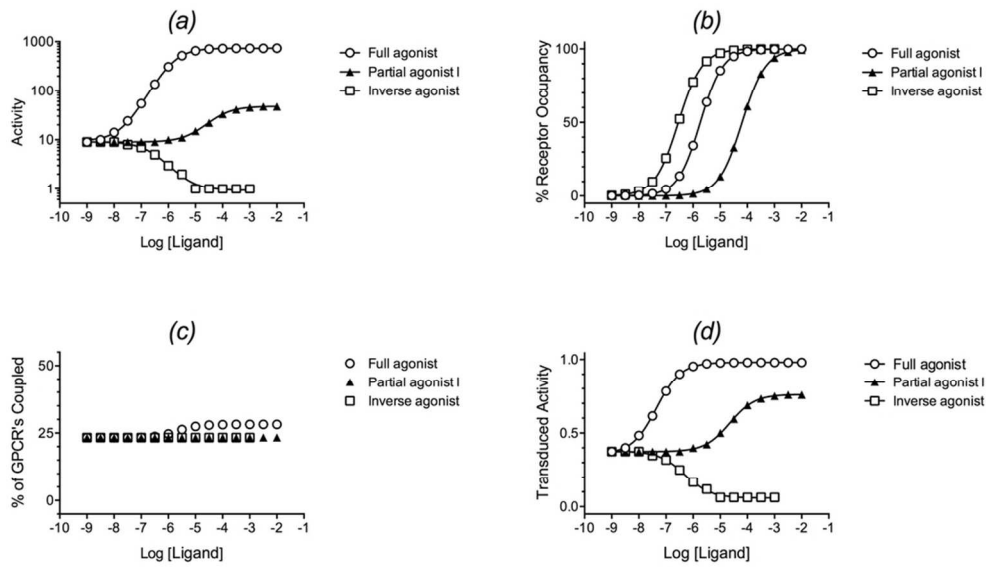 (a)
1000
100
10
1
Activity
-10 -9 -8 -7 -6 -5 -4 -3 -2 -1
Log [Ligand]
Full agonist
Partial agonist I
Inverse agonist
(b)
100
50
0
% Receptor Occupancy
-10 -9 -8 -7 -6 -5 -4 -3 -2 -1
Log [Ligand]
Full agonist
Partial agonist I
Inverse agonist
(c)
50
25
0
% of GPCR's Coupled
-10 -9 -8 -7 -6 -5 -4 -3 -2 -1
Log [Ligand]
Full agonist
Partial agonist I
Inverse agonist
(d)
1.0
0.5
0.0
Transduced Activity
-10 -9 -8 -7 -6 -5 -4 -3 -2 -1
Log [Ligand]
Full agonist
Partial agonist I
Inverse agonist